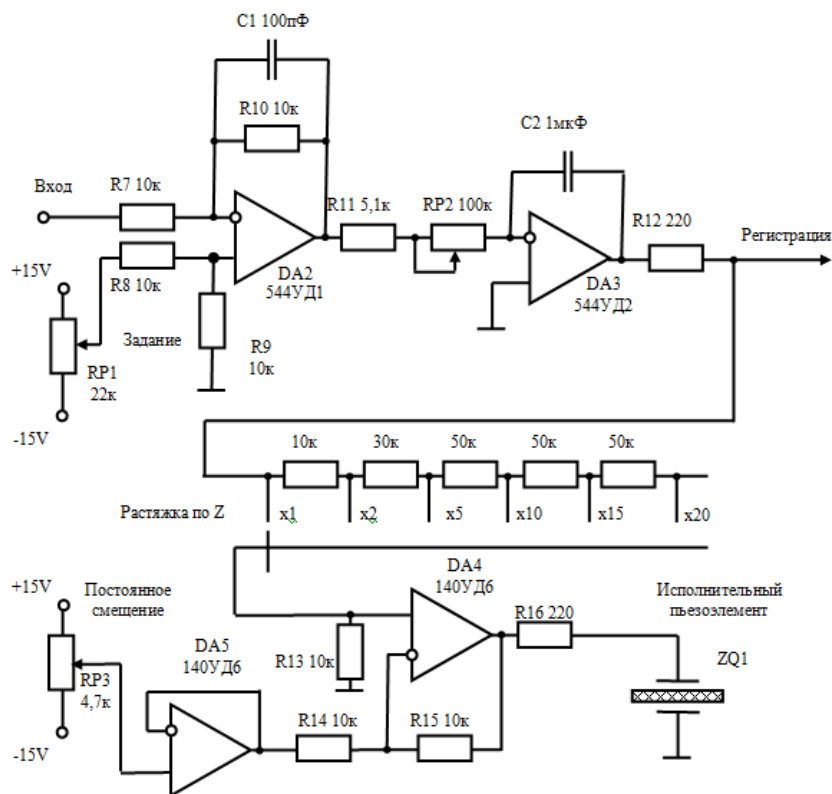 C1 100пФ
R10 10к
C2 1мкФ
Вход
R7 10к
R11 5,1к
RP2 100к
R12 220
Регистрация
+15V
R8 10к
DA2
544УД1
DA3
544УД2
Задание
R9
10к
RP1
22к
-15V
10к
30к
50к
50к
50к
Растяжка по Z
x1
x2
x5
x10
x15
x20
+15V
Постоянное
смещение
DA4
140УД6
R16 220
Исполнительный
пьезоэлемент
DA5
140УД6
R13 10к
ZQ1
RP3
4,7к
R14 10к
R15 10к
-15V